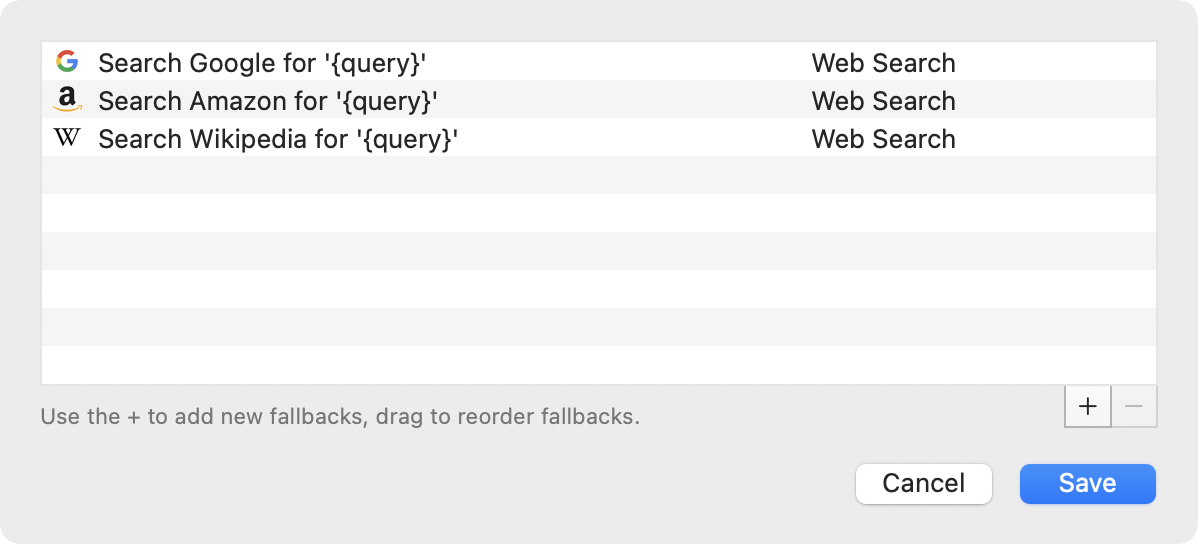 Search Google for '{query}' Web Search
a Search Amazon for '{query}' Web Search
W Search Wikipedia for '{query}' Web Search
Use the + to add new fallbacks, drag to reorder fallbacks.
+ −
Cancel Save